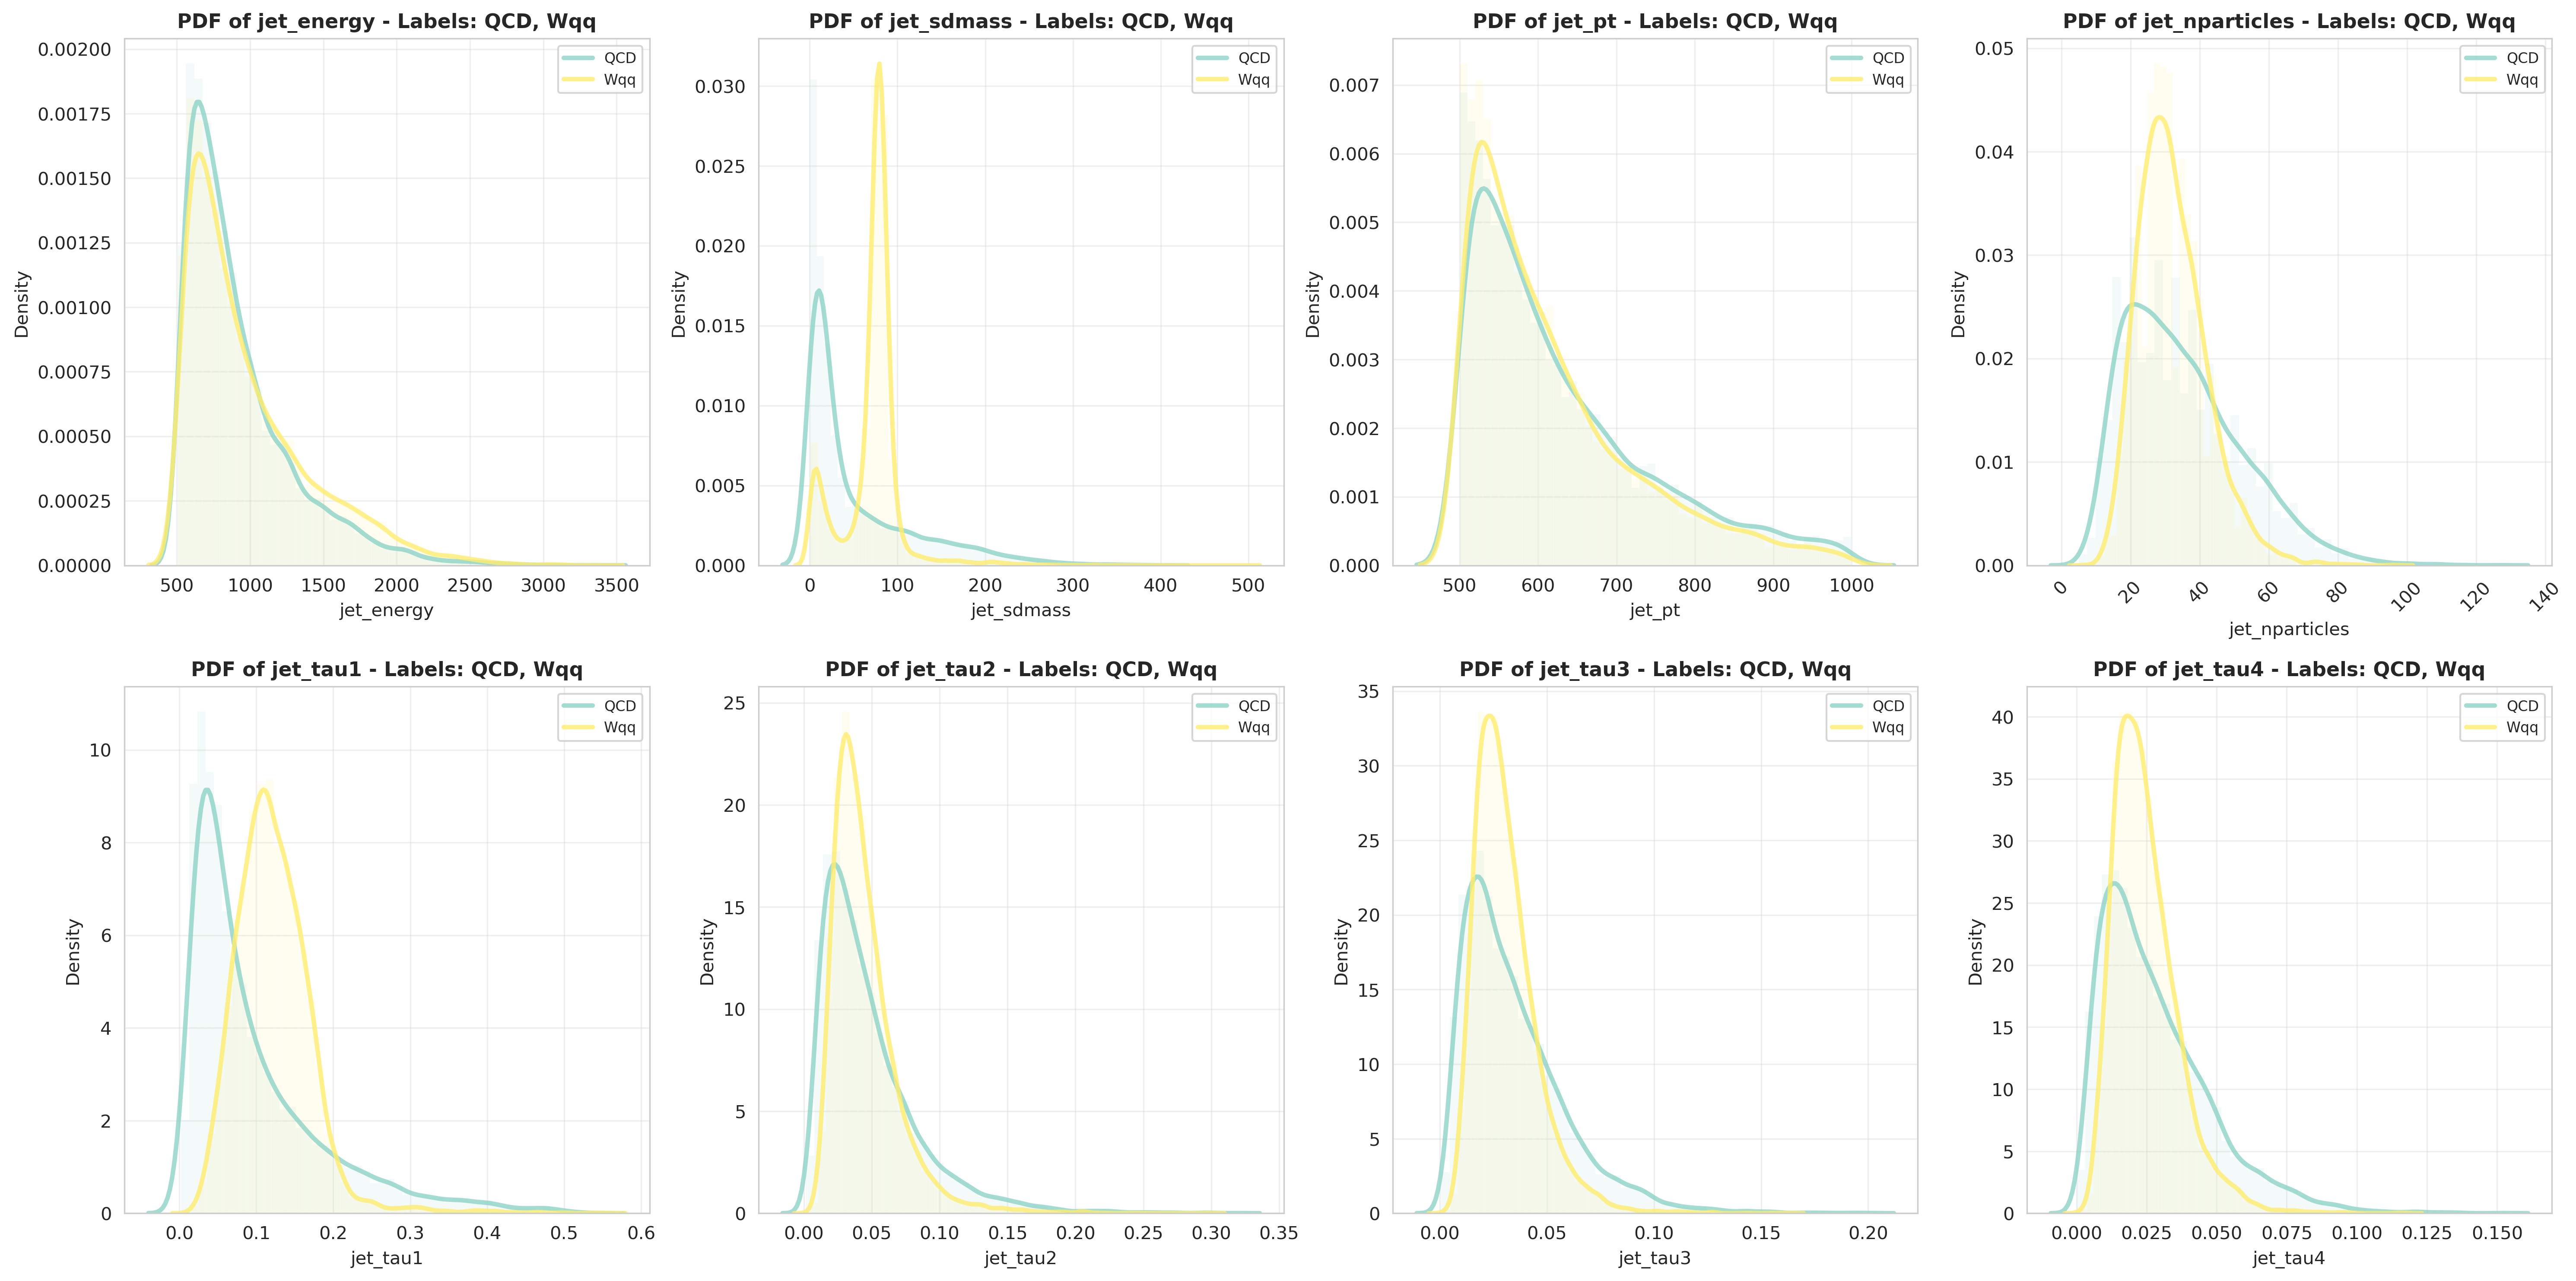 PDF of jet_energy - Labels: QCD, Wqq
0.00200
0.00175
0.00150
0.00125
0.00100
0.00075
0.00050
0.00025
0.00000
Density
QCD
Wqq
500 1000 1500 2000 2500 3000 3500
jet_energy
PDF of jet_sdmass - Labels: QCD, Wqq
0.030
0.025
0.020
0.015
0.010
0.005
0.000
Density
QCD
Wqq
0 100 200 300 400 500
jet_sdmass
PDF of jet_pt - Labels: QCD, Wqq
0.007
0.006
0.005
0.004
0.003
0.002
0.001
0.000
Density
QCD
Wqq
500 600 700 800 900 1000
jet_pt
PDF of jet_nparticles - Labels: QCD, Wqq
0.05
0.04
0.03
0.02
0.01
0.00
Density
QCD
Wqq
0 20 40 60 80 100 120 140
jet_nparticles
PDF of jet_tau1 - Labels: QCD, Wqq
10
8
6
4
2
0
Density
QCD
Wqq
0.0 0.1 0.2 0.3 0.4 0.5 0.6
jet_tau1
PDF of jet_tau2 - Labels: QCD, Wqq
25
20
15
10
5
0
Density
QCD
Wqq
0.00 0.05 0.10 0.15 0.20 0.25 0.30 0.35
jet_tau2
PDF of jet_tau3 - Labels: QCD, Wqq
35
30
25
20
15
10
5
0
Density
QCD
Wqq
0.00 0.05 0.10 0.15 0.20
jet_tau3
PDF of jet_tau4 - Labels: QCD, Wqq
40
35
30
25
20
15
10
5
0
Density
QCD
Wqq
0.000 0.025 0.050 0.075 0.100 0.125 0.150
jet_tau4